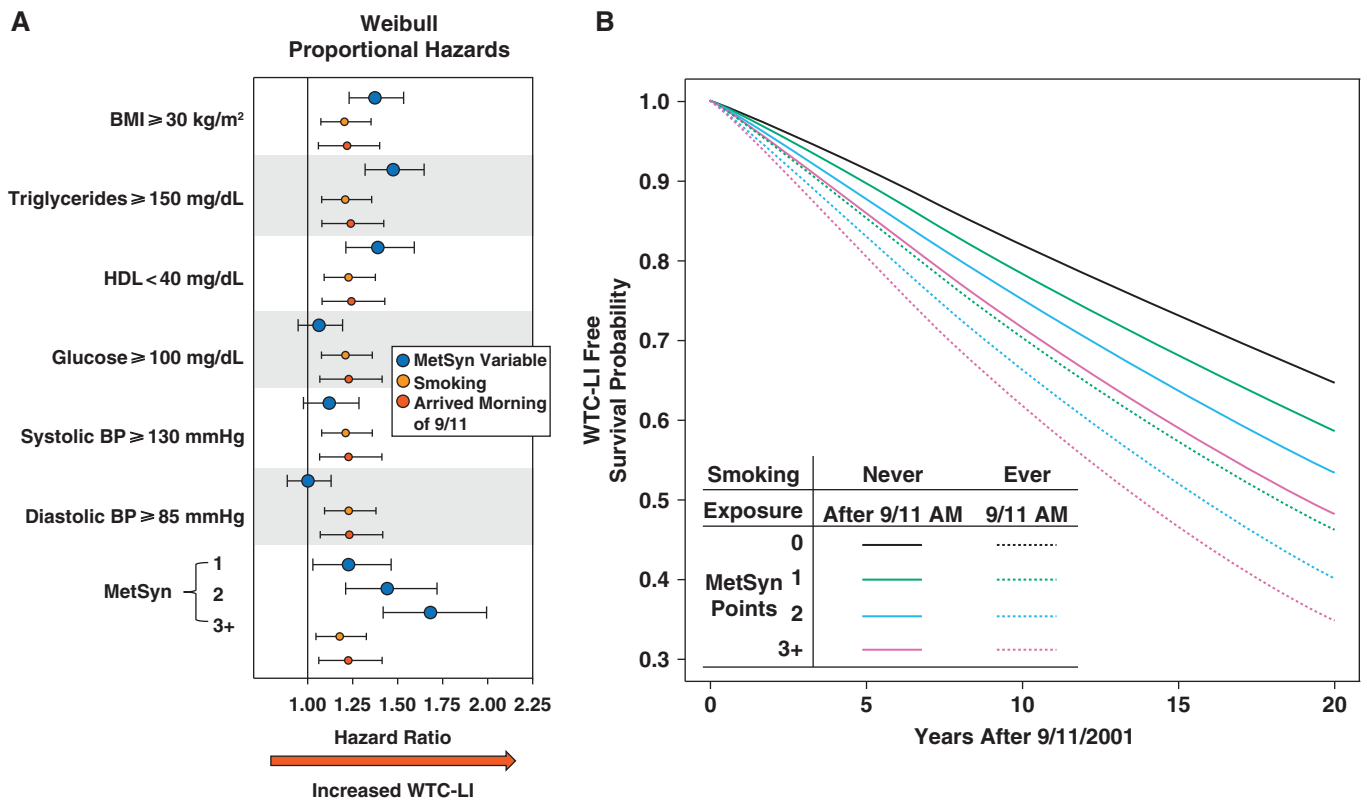 A
Weibull
Proportional Hazards
BMI ⩾ 30 kg/m²
Triglycerides ⩾ 150 mg/dL
HDL < 40 mg/dL
Glucose ⩾ 100 mg/dL
Systolic BP ⩾ 130 mmHg
Diastolic BP ⩾ 85 mmHg
MetSyn
1
2
3+
MetSyn Variable
Smoking
Arrived Morning
of 9/11
1.00 1.25 1.50 1.75 2.00 2.25
Hazard Ratio
Increased WTC-LI
B
WTC-LI Free
Survival Probability
1.0
0.9
0.8
0.7
0.6
0.5
0.4
0.3
Smoking Never Ever
Exposure After 9/11 AM 9/11 AM
MetSyn
Points
0
1
2
3+
0 5 10 15 20
Years After 9/11/2001